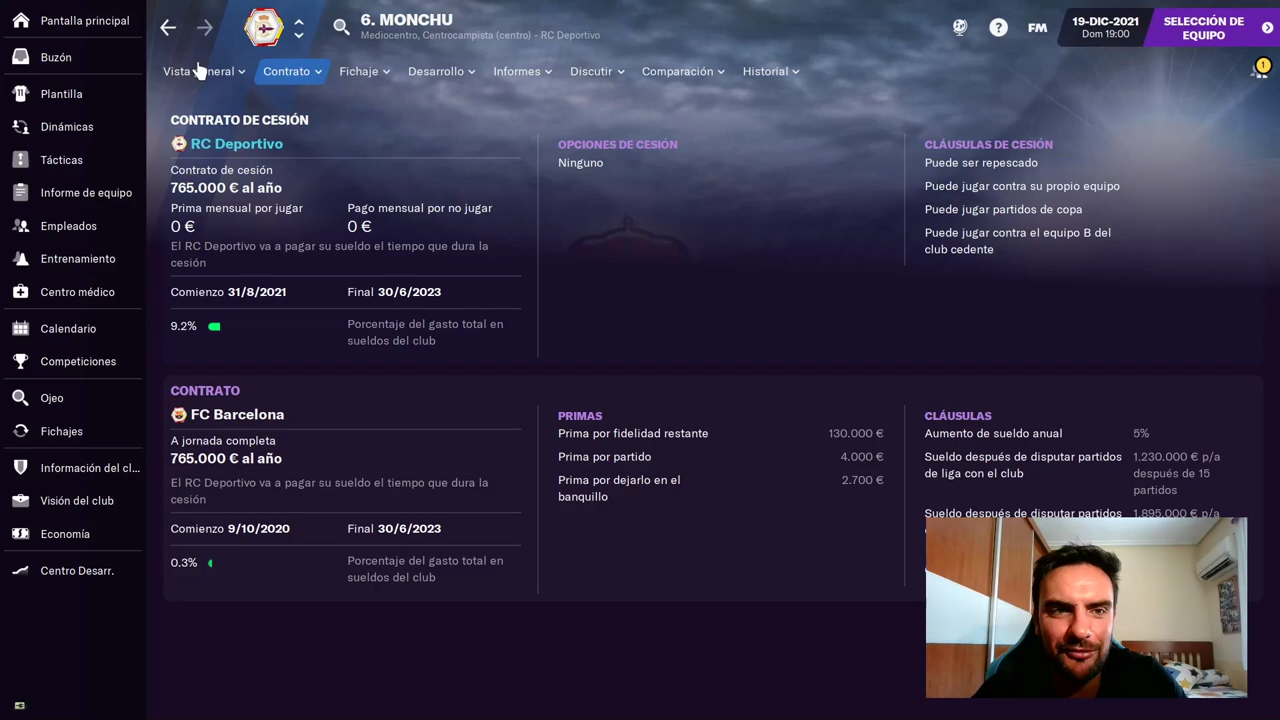 Pantalla principal
Buzón
Plantilla
Dinámicas
Tácticas
Informe de equipo
Empleados
Entrenamiento
Centro médico
Calendario
Competiciones
Ojeo
Fichajes
Información del cl...
Visión del club
Economía
Centro Desarr.
6. MONCHU
Mediocentro, Centrocampista (centro) - RC Deportivo
FM
19-DIC-2021
Dom 19:00
SELECCIÓN DE
EQUIPO
1
Contrato
Fichaje
Desarrollo
Informes
Discutir
Comparación
Historial
CONTRATO DE CESIÓN
RC Deportivo
Contrato de cesión
765.000 € al año
Prima mensual por jugar
0 €
Pago mensual por no jugar
0 €
El RC Deportivo va a pagar su sueldo el tiempo que dura la
cesión
Comienzo 31/8/2021
Final 30/6/2023
9.2%
Porcentaje del gasto total en
sueldos del club
OPCIONES DE CESIÓN
Ninguno
CLÁUSULAS DE CESIÓN
Puede ser repescado
Puede jugar contra su propio equipo
Puede jugar partidos de copa
Puede jugar contra el equipo B del
club cedente
CONTRATO
FC Barcelona
A jornada completa
765.000 € al año
El RC Deportivo va a pagar su sueldo el tiempo que dura la
cesión
Comienzo 9/10/2020
Final 30/6/2023
0.3%
Porcentaje del gasto total en
sueldos del club
PRIMAS
Prima por fidelidad restante 130.000 €
Prima por partido 4.000 €
Prima por dejarlo en el
banquillo 2.700 €
CLÁUSULAS
Aumento de sueldo anual 5%
Sueldo después de disputar partidos
de liga con el club
1.230.000 € p/a
después de 15
partidos
Sueldo después de disputar partidos
1.895.000 € p/a